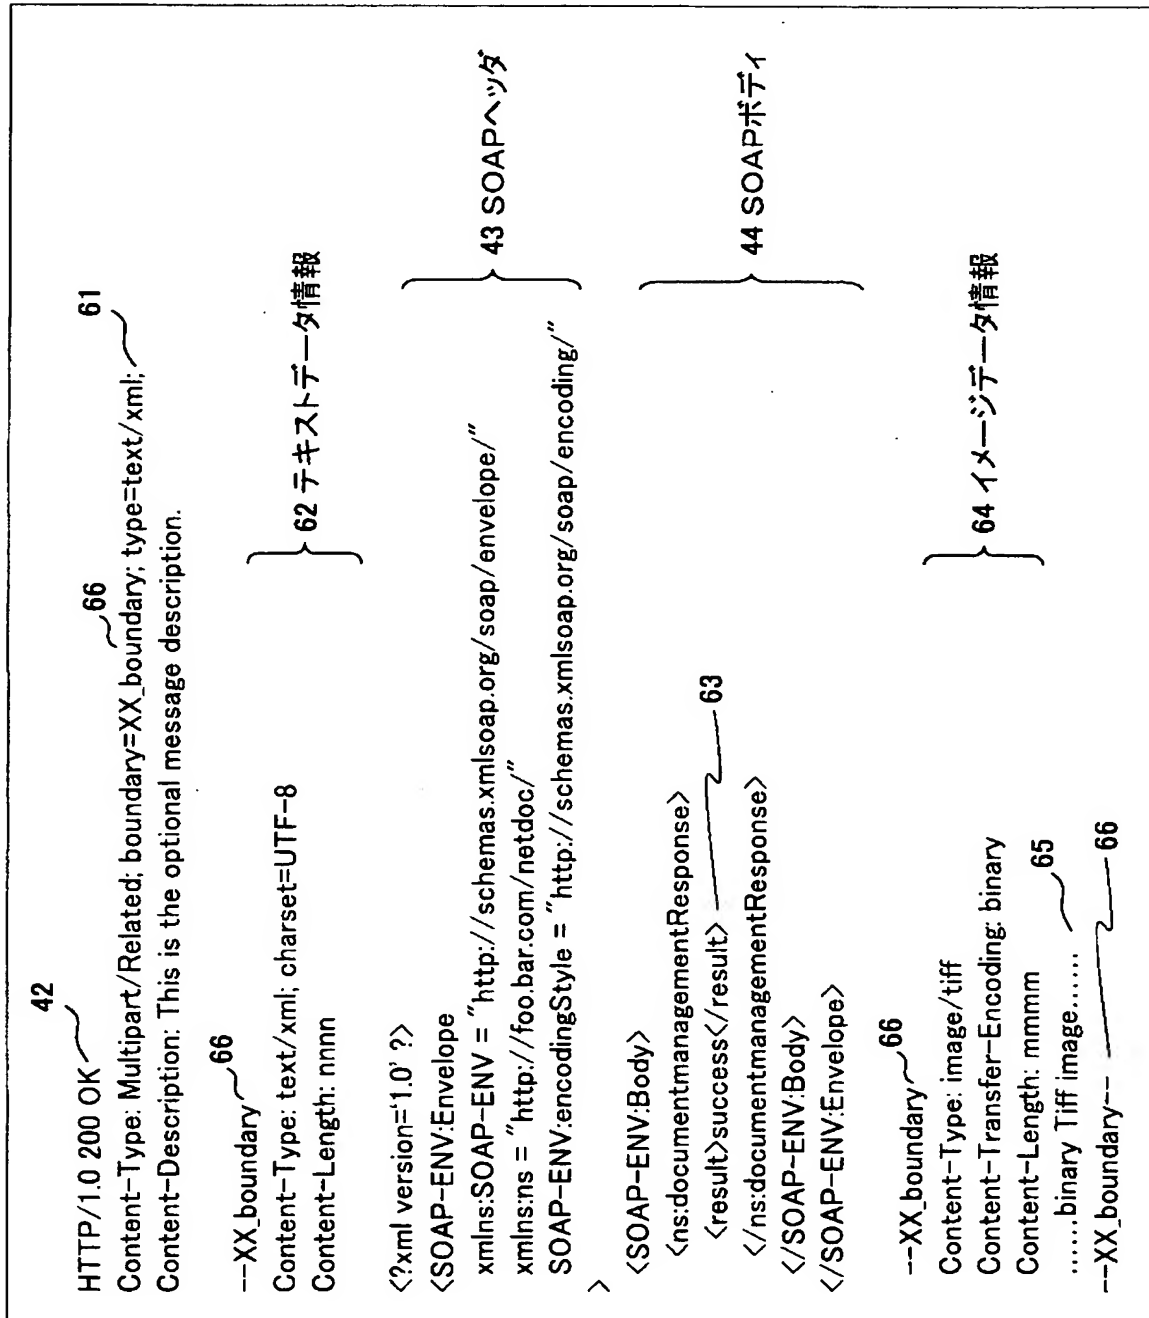 42
HTTP/1.0 200 OK
66
Content-Type: Multipart/Related; boundary=XX_boundary; type=text/xml; 61
Content-Description: This is the optional message description.
--XX_boundary 66
Content-Type: text/xml; charset=UTF-8
Content-Length: nnnn
62 テキストデータ情報
<?xml version='1.0' ?>
<SOAP-ENV:Envelope
xmlns:SOAP-ENV = "http://schemas.xmlsoap.org/soap/envelope/"
xmlns:ns = "http://foo.bar.com/netdoc/"
SOAP-ENV:encodingStyle = "http://schemas.xmlsoap.org/soap/encoding/"
>
43 SOAPヘッダ
<SOAP-ENV:Body>
<ns:documentmanagementResponse>
<result>success</result> 63
</ns:documentmanagementResponse>
</SOAP-ENV:Body>
</SOAP-ENV:Envelope>
44 SOAPボディ
--XX_boundary 66
Content-Type: image/tiff
Content-Transfer-Encoding: binary
Content-Length: mmmm
64 イメージデータ情報
......binary Tiff image...... 65
--XX_boundary-- 66